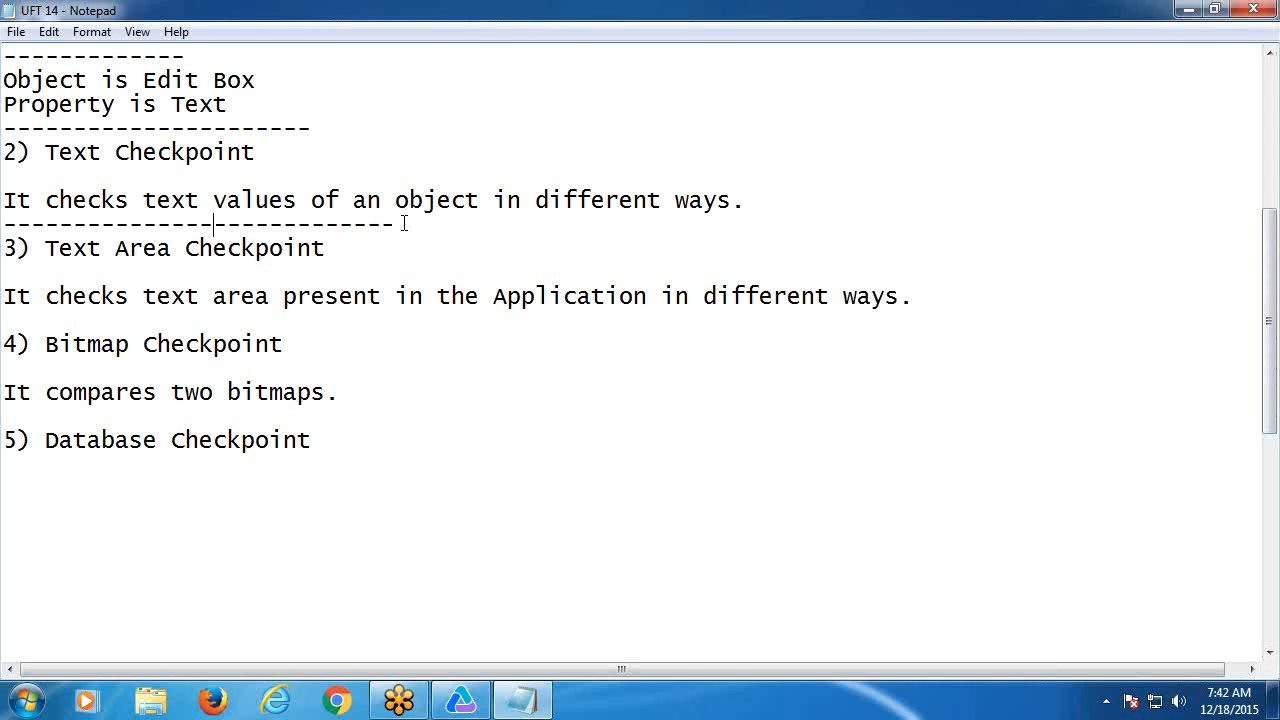 UFT 14 - Notepad
File Edit Format View Help
-------------
Object is Edit Box
Property is Text
----------------------
2) Text Checkpoint
It checks text values of an object in different ways.
----------------------------
3) Text Area Checkpoint
It checks text area present in the Application in different ways.
4) Bitmap Checkpoint
It compares two bitmaps.
5) Database Checkpoint
7:42 AM
12/18/2015